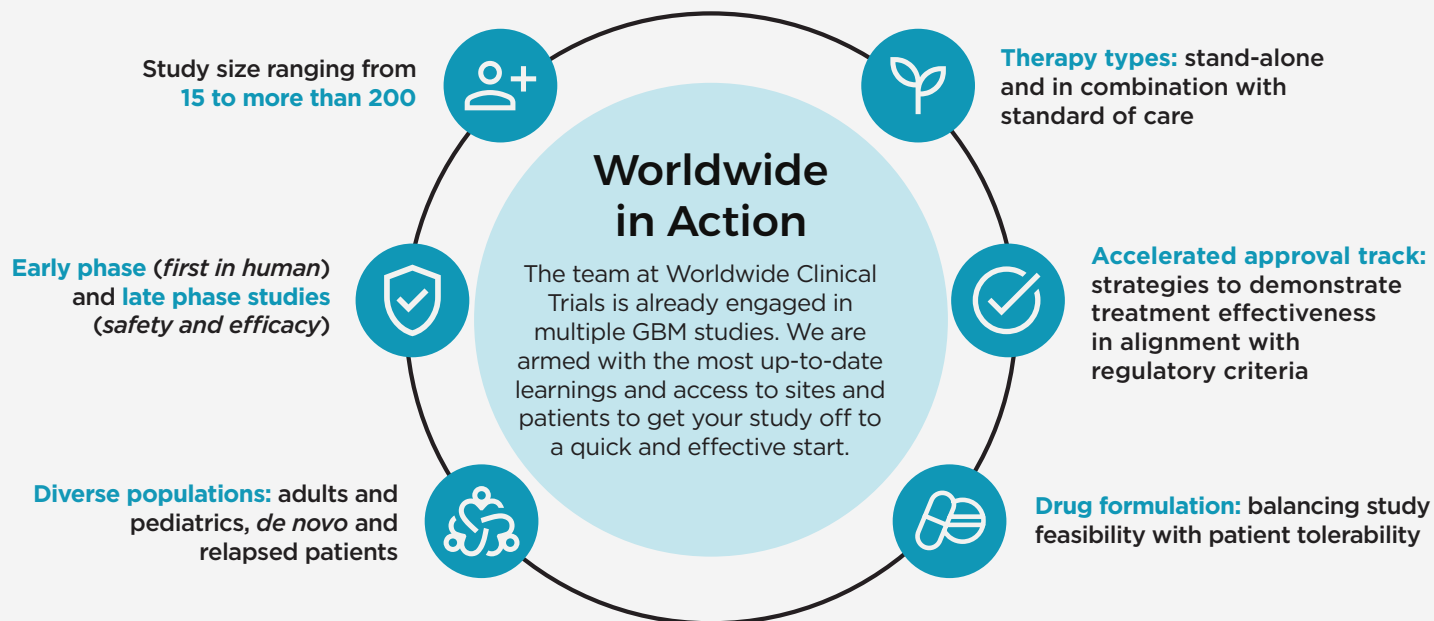 Study size ranging from
15 to more than 200
Therapy types: stand-alone
and in combination with
standard of care
Worldwide
in Action
The team at Worldwide Clinical
Trials is already engaged in
multiple GBM studies. We are
armed with the most up-to-date
learnings and access to sites and
patients to get your study off to
a quick and effective start.
Early phase (first in human)
and late phase studies
(safety and efficacy)
Accelerated approval track:
strategies to demonstrate
treatment effectiveness
in alignment with
regulatory criteria
Diverse populations: adults and
pediatrics, de novo and
relapsed patients
Drug formulation: balancing study
feasibility with patient tolerability